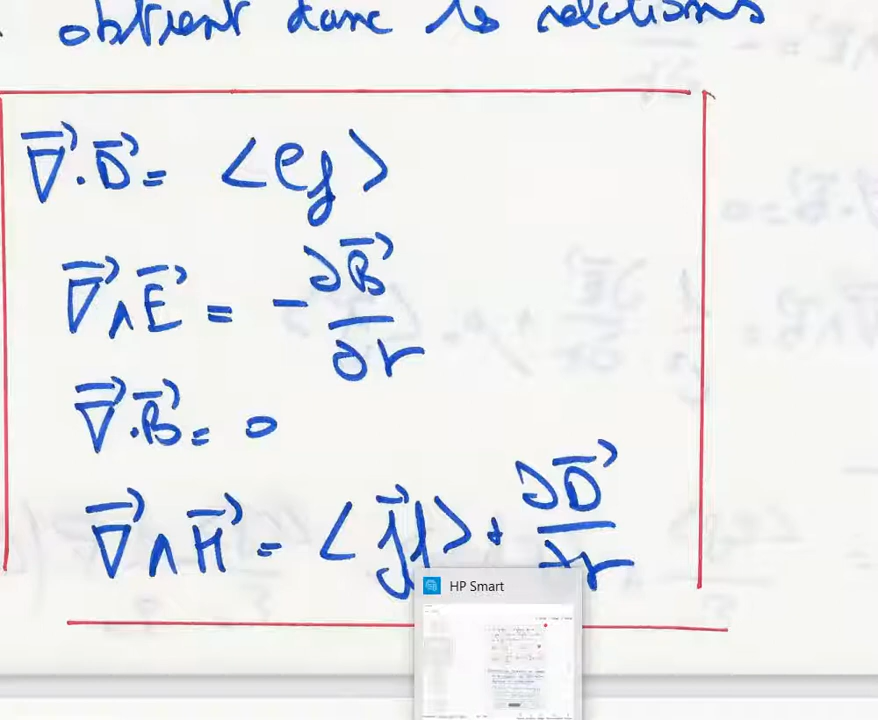 obtient donc les relations
∇⃗·D⃗ = <ρf>
∇⃗∧E⃗ = -∂B⃗/∂t
∇⃗·B⃗ = 0
∇⃗∧H⃗ = <j⃗f> + ∂D⃗/∂t
HP Smart